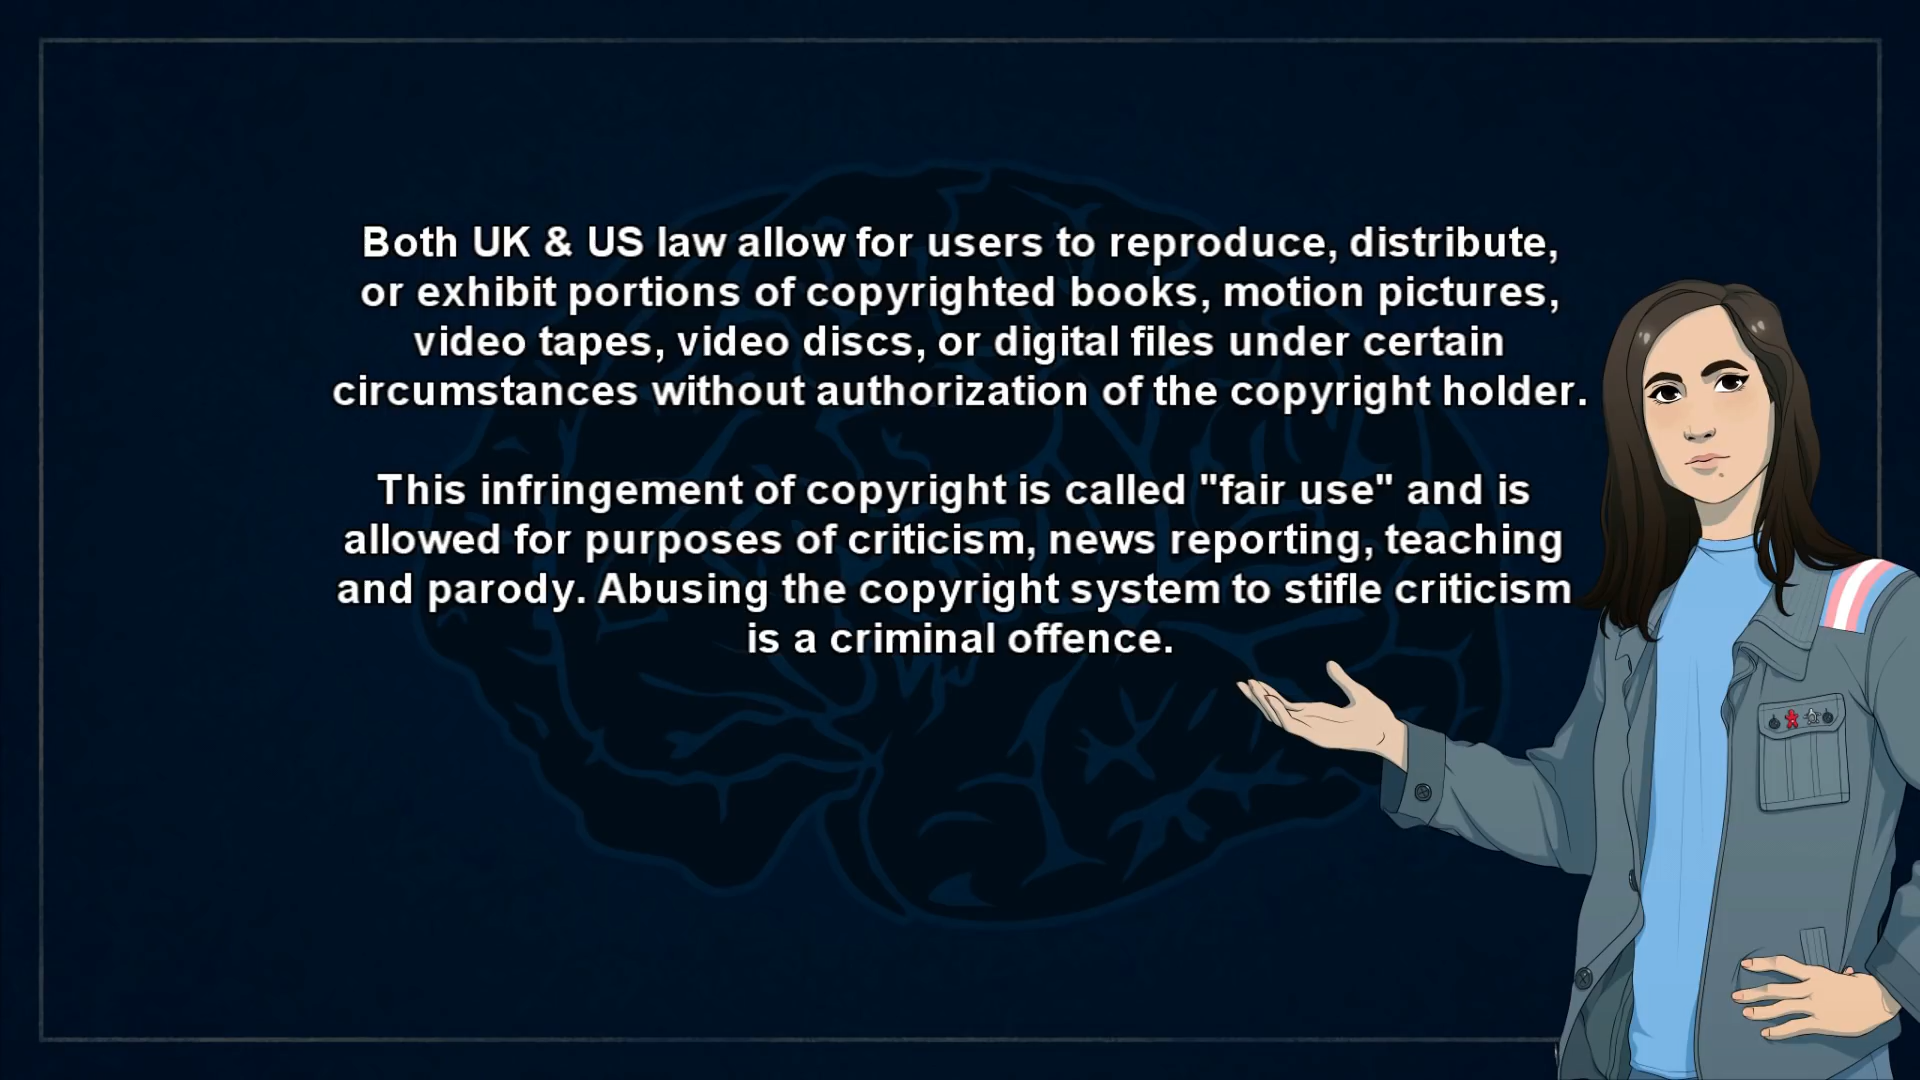 Both UK & US law allow for users to reproduce, distribute,
or exhibit portions of copyrighted books, motion pictures,
video tapes, video discs, or digital files under certain
circumstances without authorization of the copyright holder.
This infringement of copyright is called "fair use" and is
allowed for purposes of criticism, news reporting, teaching
and parody. Abusing the copyright system to stifle criticism
is a criminal offence.